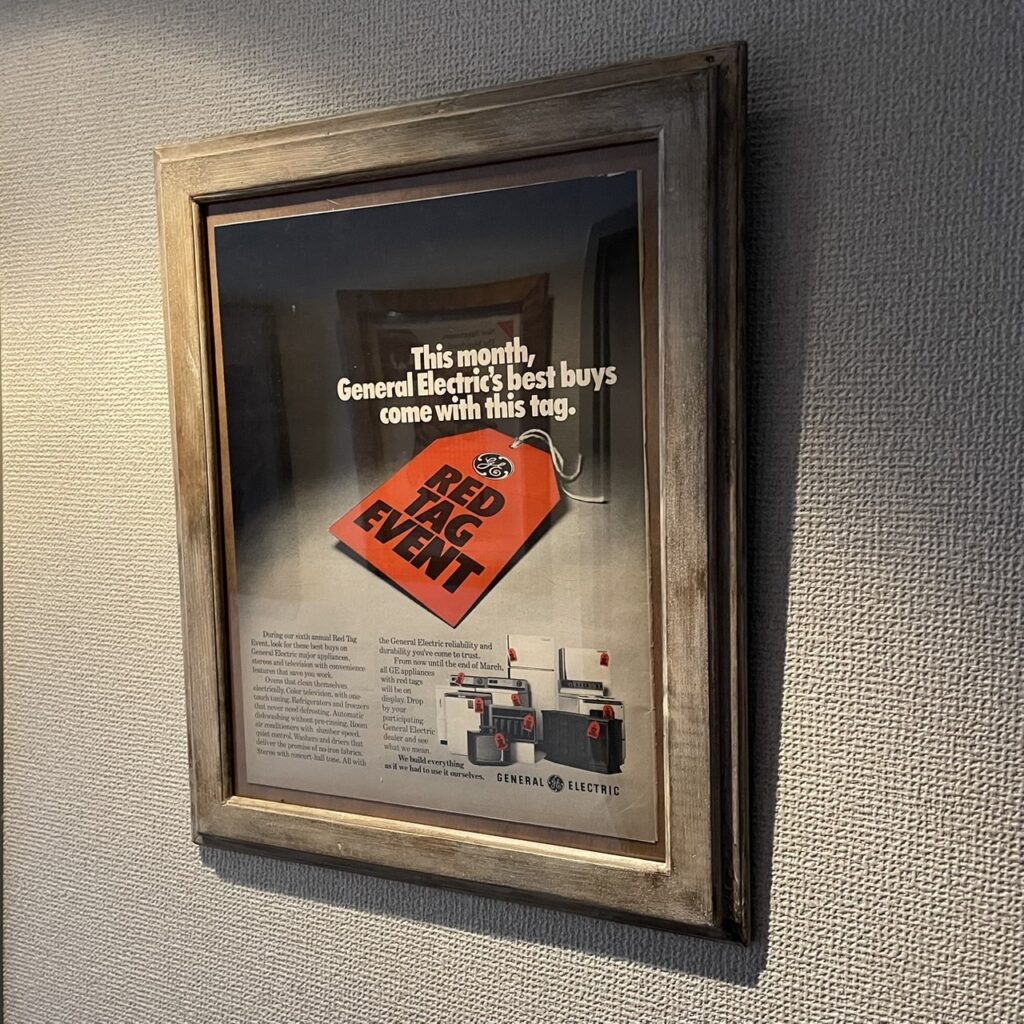 This month,
General Electric's best buys
come with this tag.
GE
RED
TAG
EVENT
During our sixth annual Red Tag
Event, look for these best buys on
General Electric major appliances,
stereos and television with convenience
features that save you work.
Ovens that clean themselves
electrically. Color television, with one-
touch tuning. Refrigerators and freezers
that never need defrosting. Automatic
dishwashing without pre-rinsing. Room
air conditioners with slumber speed,
quiet control. Washers and driers that
deliver the promise of no-iron fabrics.
Stereo with concert-hall tone. All with
the General Electric reliability and
durability you've come to trust.
From now until the end of March,
all GE appliances
with red tags
will be on
display. Drop
by your
participating
General Electric
dealer and see
what we mean.
We build everything
as if we had to use it ourselves.
GENERAL GE ELECTRIC